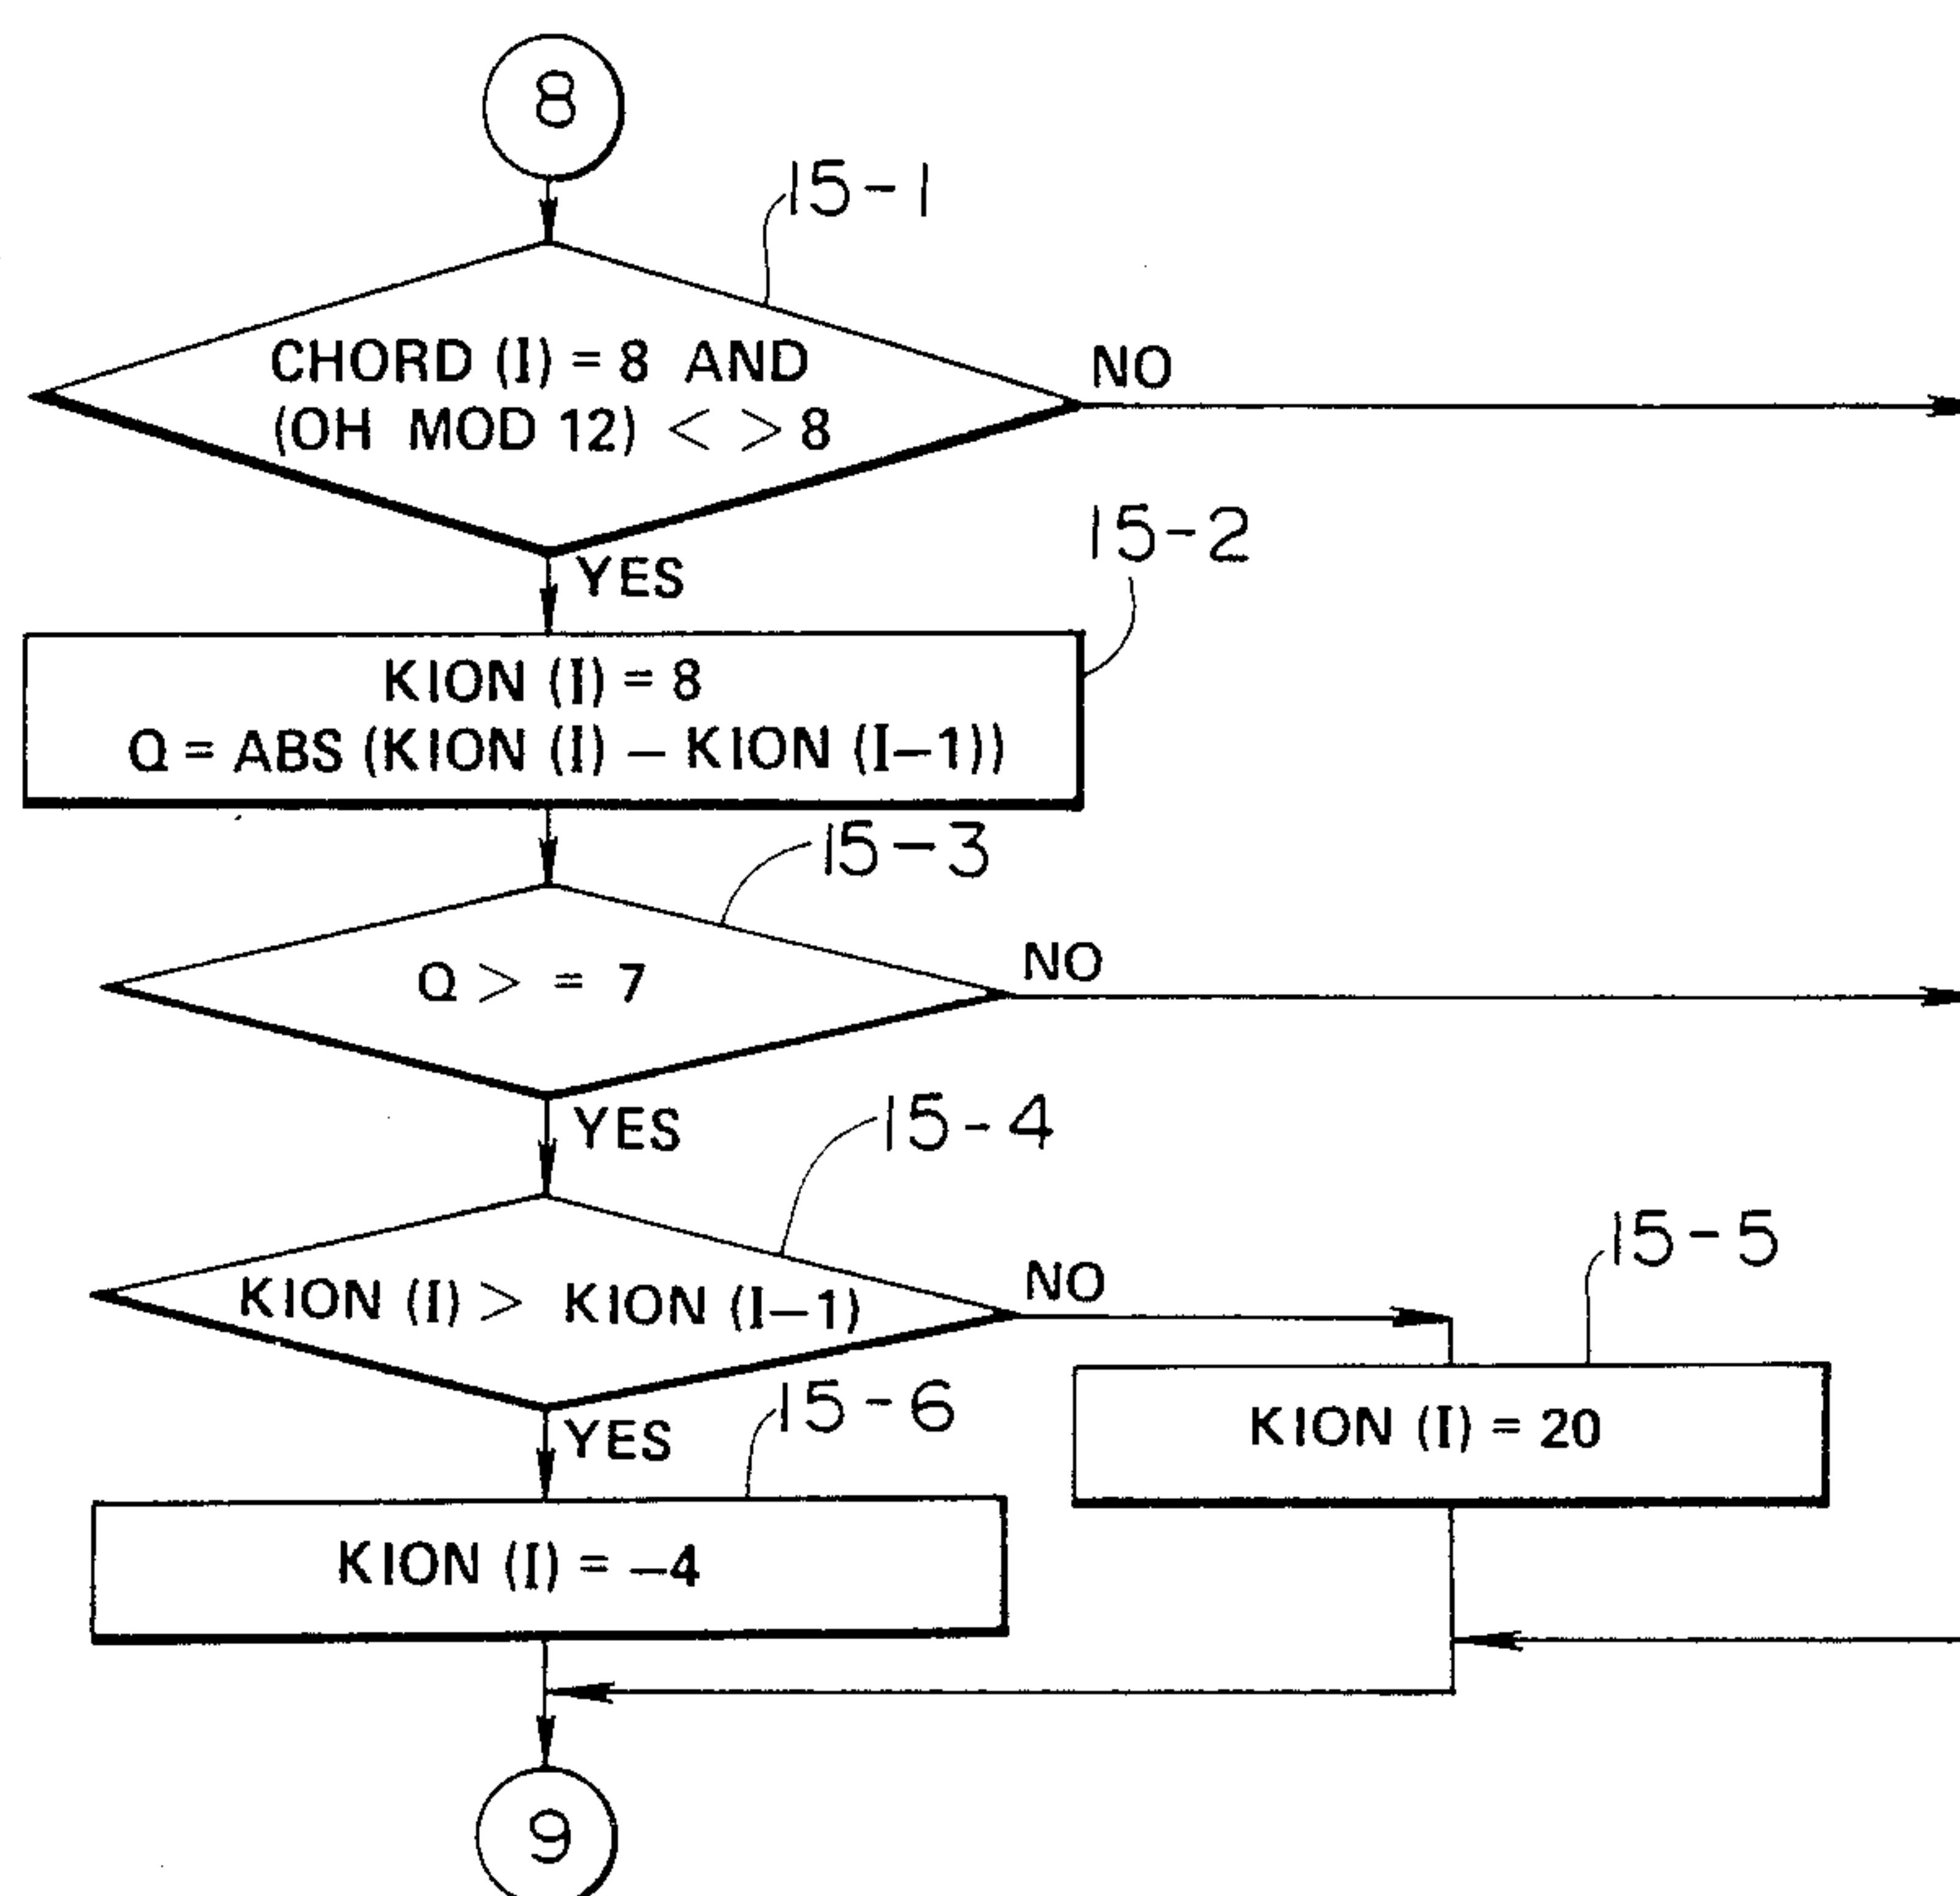 8
15-1
CHORD (I) = 8 AND
(OH MOD 12) < > 8
NO
YES
15-2
KION (I) = 8
Q = ABS (KION (I) – KION (I–1))
15-3
Q > = 7
NO
YES
15-4
KION (I) > KION (I–1)
NO
15-5
KION (I) = 20
YES
15-6
KION (I) = –4
9